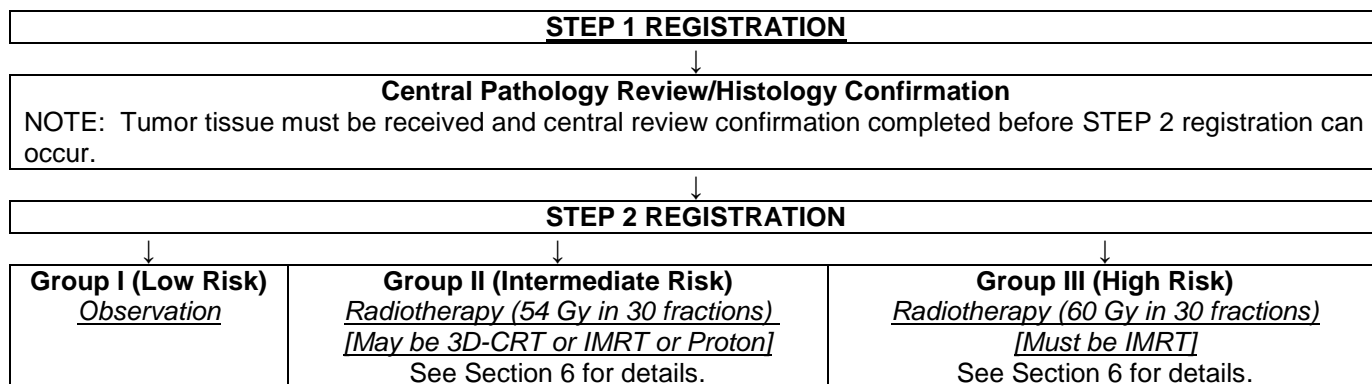 STEP 1 REGISTRATION
↓
Central Pathology Review/Histology Confirmation
NOTE: Tumor tissue must be received and central review confirmation completed before STEP 2 registration can
occur.
↓
STEP 2 REGISTRATION
↓ ↓ ↓
Group I (Low Risk)
Observation
Group II (Intermediate Risk)
Radiotherapy (54 Gy in 30 fractions)
[May be 3D-CRT or IMRT or Proton]
See Section 6 for details.
Group III (High Risk)
Radiotherapy (60 Gy in 30 fractions)
[Must be IMRT]
See Section 6 for details.